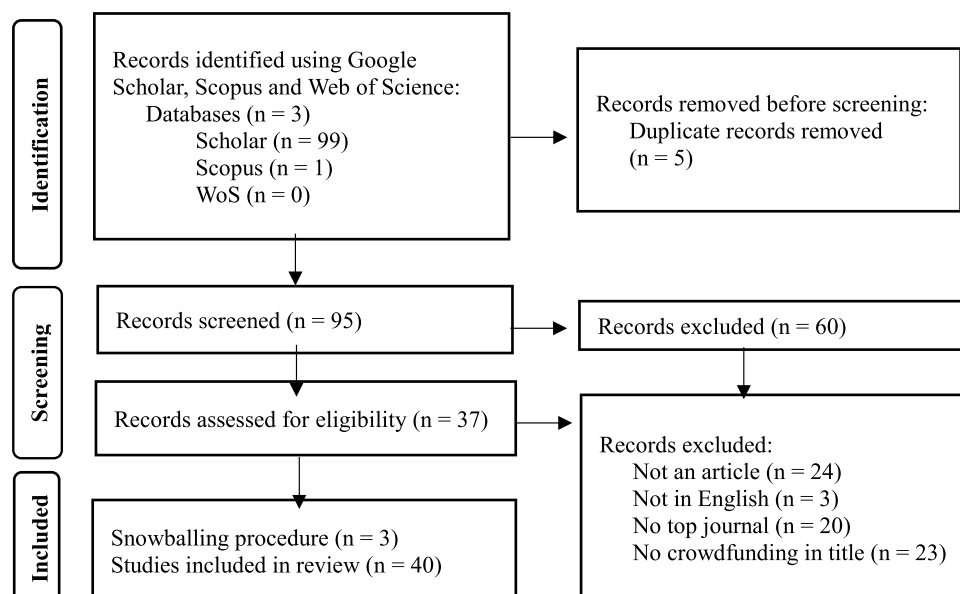 Identification
Records identified using Google
Scholar, Scopus and Web of Science:
Databases (n = 3)
Scholar (n = 99)
Scopus (n = 1)
WoS (n = 0)
Records removed before screening:
Duplicate records removed
(n = 5)
Screening
Records screened (n = 95)
Records excluded (n = 60)
Records assessed for eligibility (n = 37)
Records excluded:
Not an article (n = 24)
Not in English (n = 3)
No top journal (n = 20)
No crowdfunding in title (n = 23)
Included
Snowballing procedure (n = 3)
Studies included in review (n = 40)